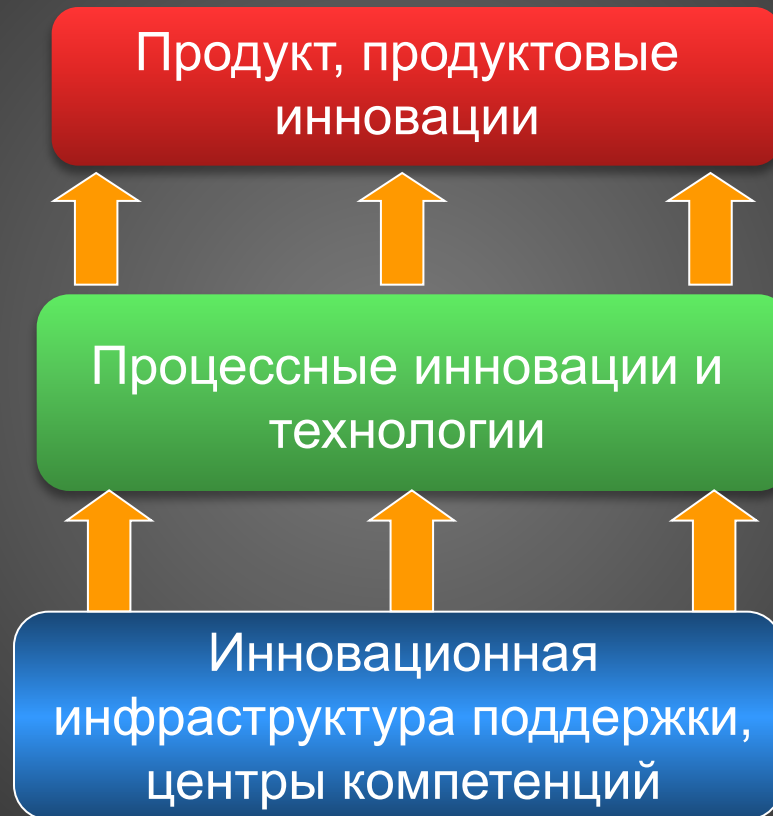 Продукт, продуктовые
инновации
Процессные инновации и
технологии
Инновационная
инфраструктура поддержки,
центры компетенций